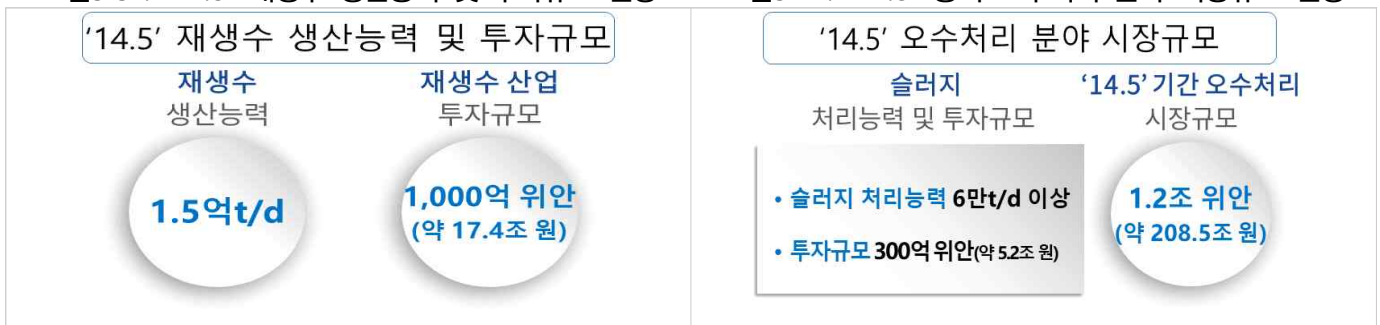 '14.5' 재생수 생산능력 및 투자규모
재생수
생산능력
1.5억t/d
재생수 산업
투자규모
1,000억 위안
(약 17.4조 원)
'14.5' 오수처리 분야 시장규모
슬러지
처리능력 및 투자규모
• 슬러지 처리능력 6만t/d 이상
• 투자규모 300억 위안(약 5.2조 원)
'14.5' 기간 오수처리
시장규모
1.2조 위안
(약 208.5조 원)